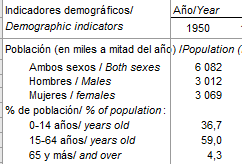 Indicadores demográficos/ Año/Year
Demographic indicators 1950
Población (en miles a mitad del año) /Population (
Ambos sexos / Both sexes 6 082
Hombres / Males 3 012
Mujeres / females 3 069
% de población/ % of population:
0-14 años/ years old 36,7
15-64 años/ years old 59,0
65 y más/ and over 4,3